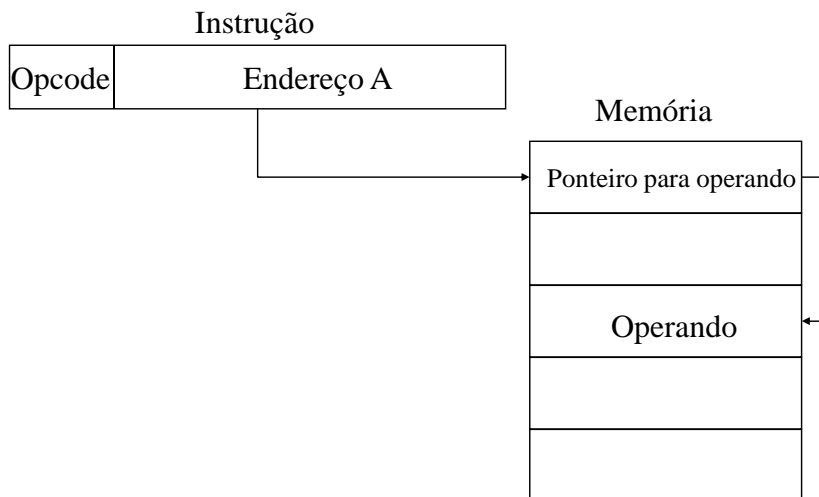 Instrução
Opcode
Endereço A
Memória
Ponteiro para operando
Operando